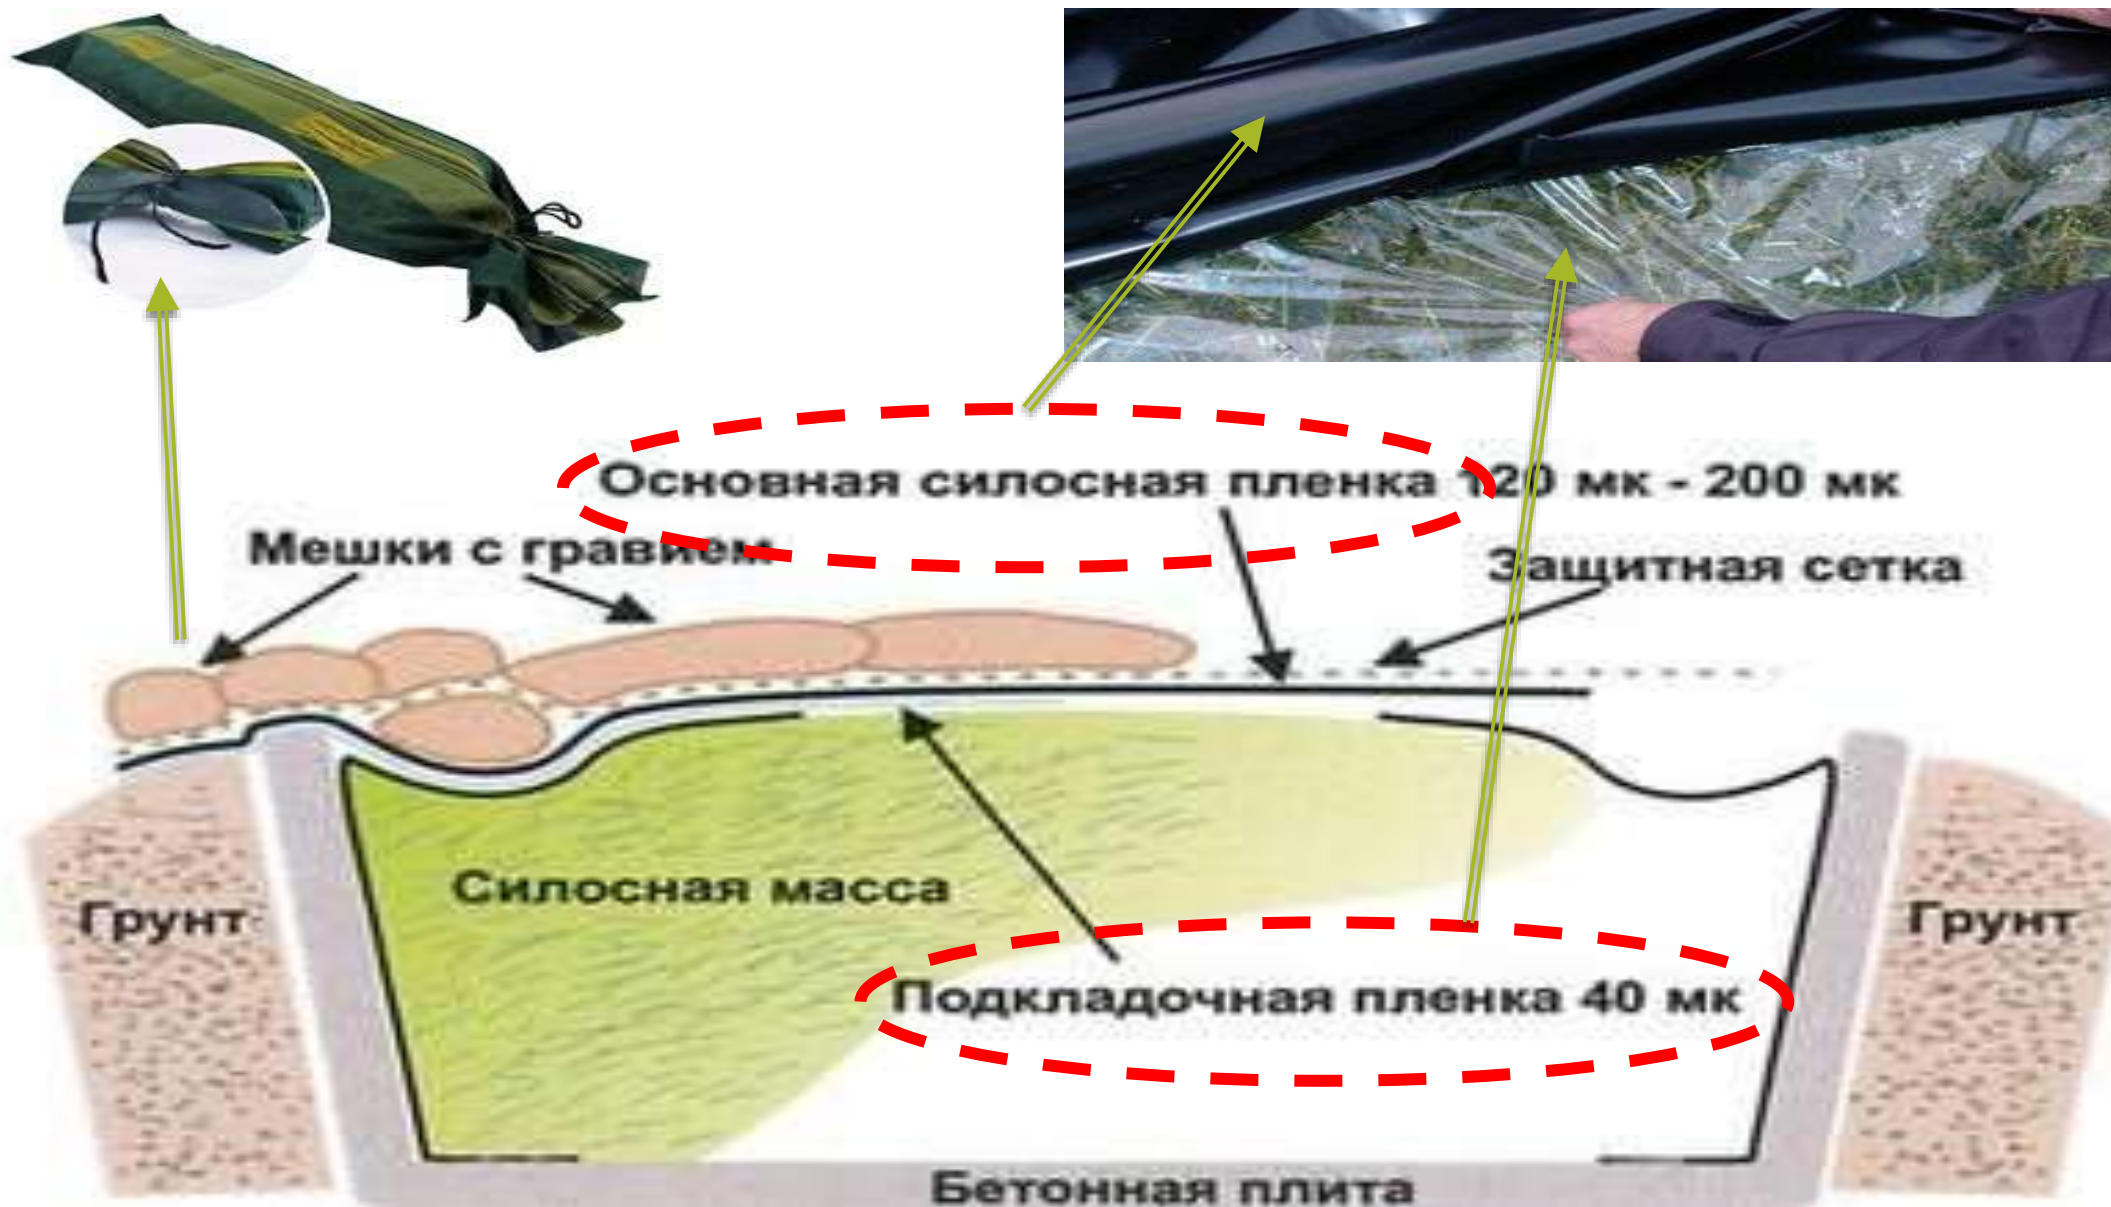 Основная силосная пленка 120 мк - 200 мк
Мешки с гравием
Защитная сетка
Силосная масса
Грунт
Грунт
Подкладочная пленка 40 мк
Бетонная плита